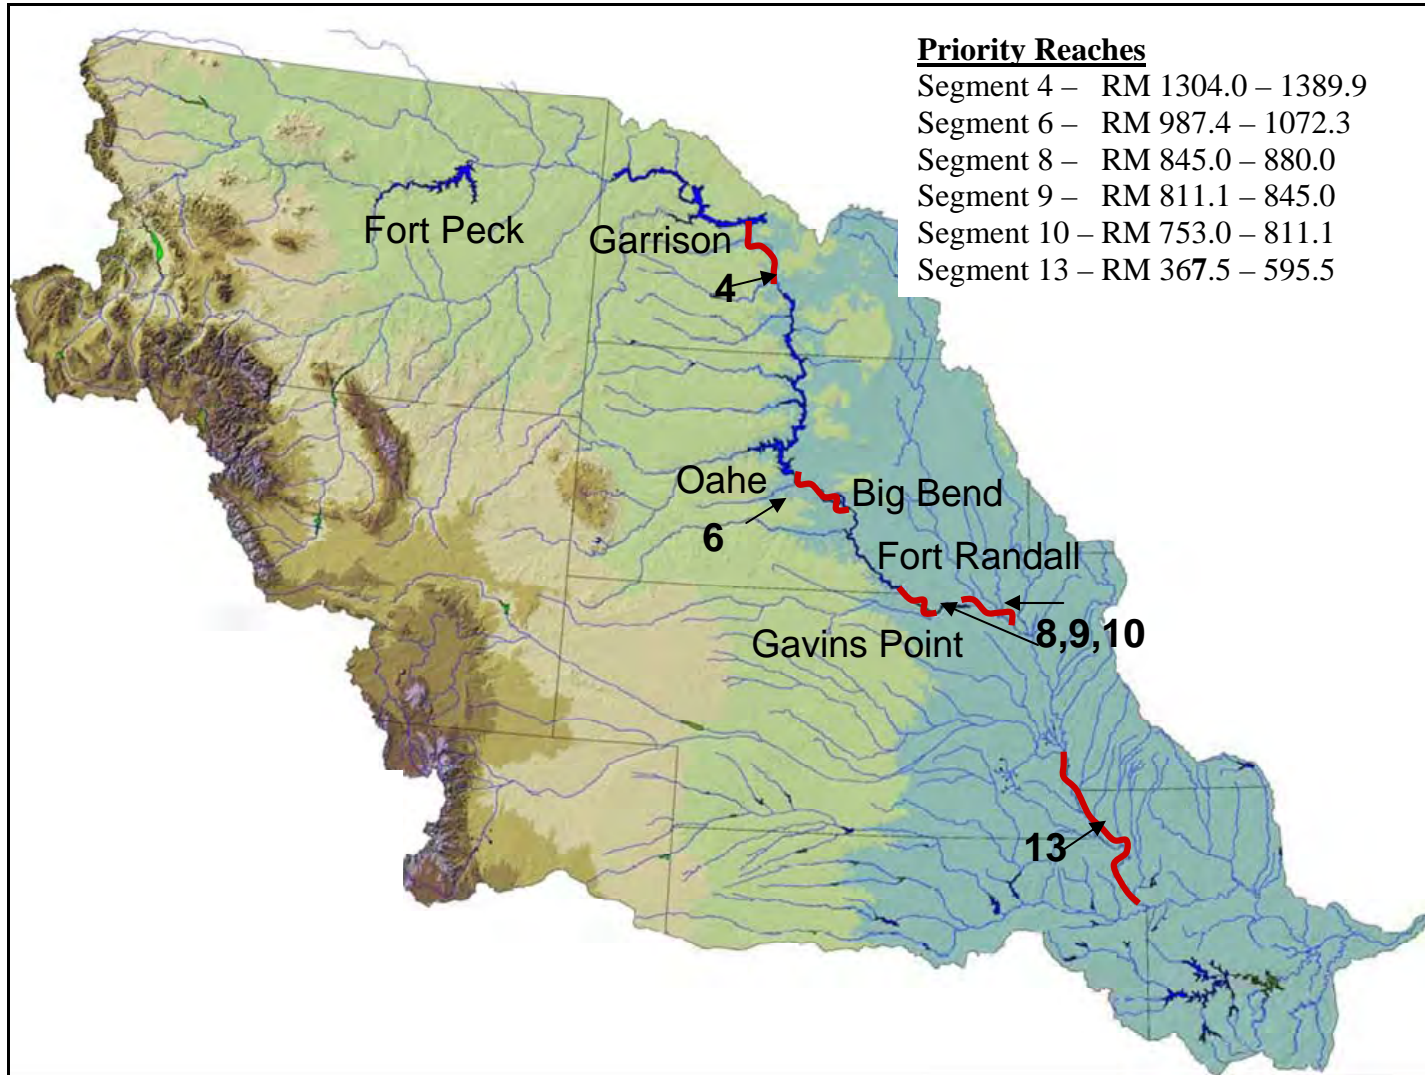 Priority Reaches
Segment 4 – RM 1304.0 – 1389.9
Segment 6 – RM 987.4 – 1072.3
Segment 8 – RM 845.0 – 880.0
Segment 9 – RM 811.1 – 845.0
Segment 10 – RM 753.0 – 811.1
Segment 13 – RM 367.5 – 595.5
Fort Peck
Garrison
4
Oahe
Big Bend
6
Fort Randall
Gavins Point
8,9,10
13